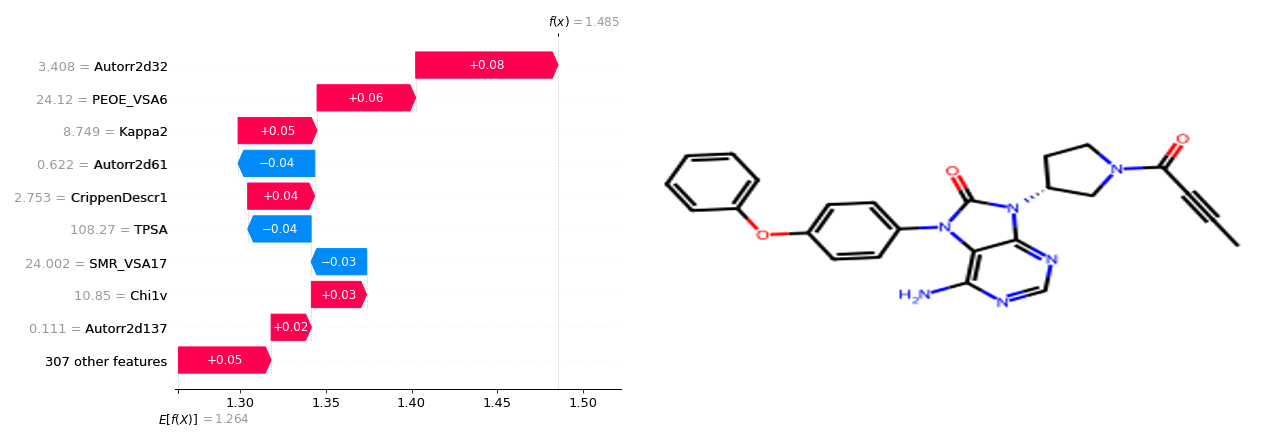 f(x) = 1.485
3.408 = Autorr2d32
+0.08
24.12 = PEOE_VSA6
+0.06
8.749 = Kappa2
+0.05
0.622 = Autorr2d61
−0.04
2.753 = CrippenDescr1
+0.04
108.27 = TPSA
−0.04
24.002 = SMR_VSA17
−0.03
10.85 = Chi1v
+0.03
0.111 = Autorr2d137
+0.02
307 other features
+0.05
1.30 1.35 1.40 1.45 1.50
E[f(X)] = 1.264
O
N
O
N
O
N
N
N
H2N
N